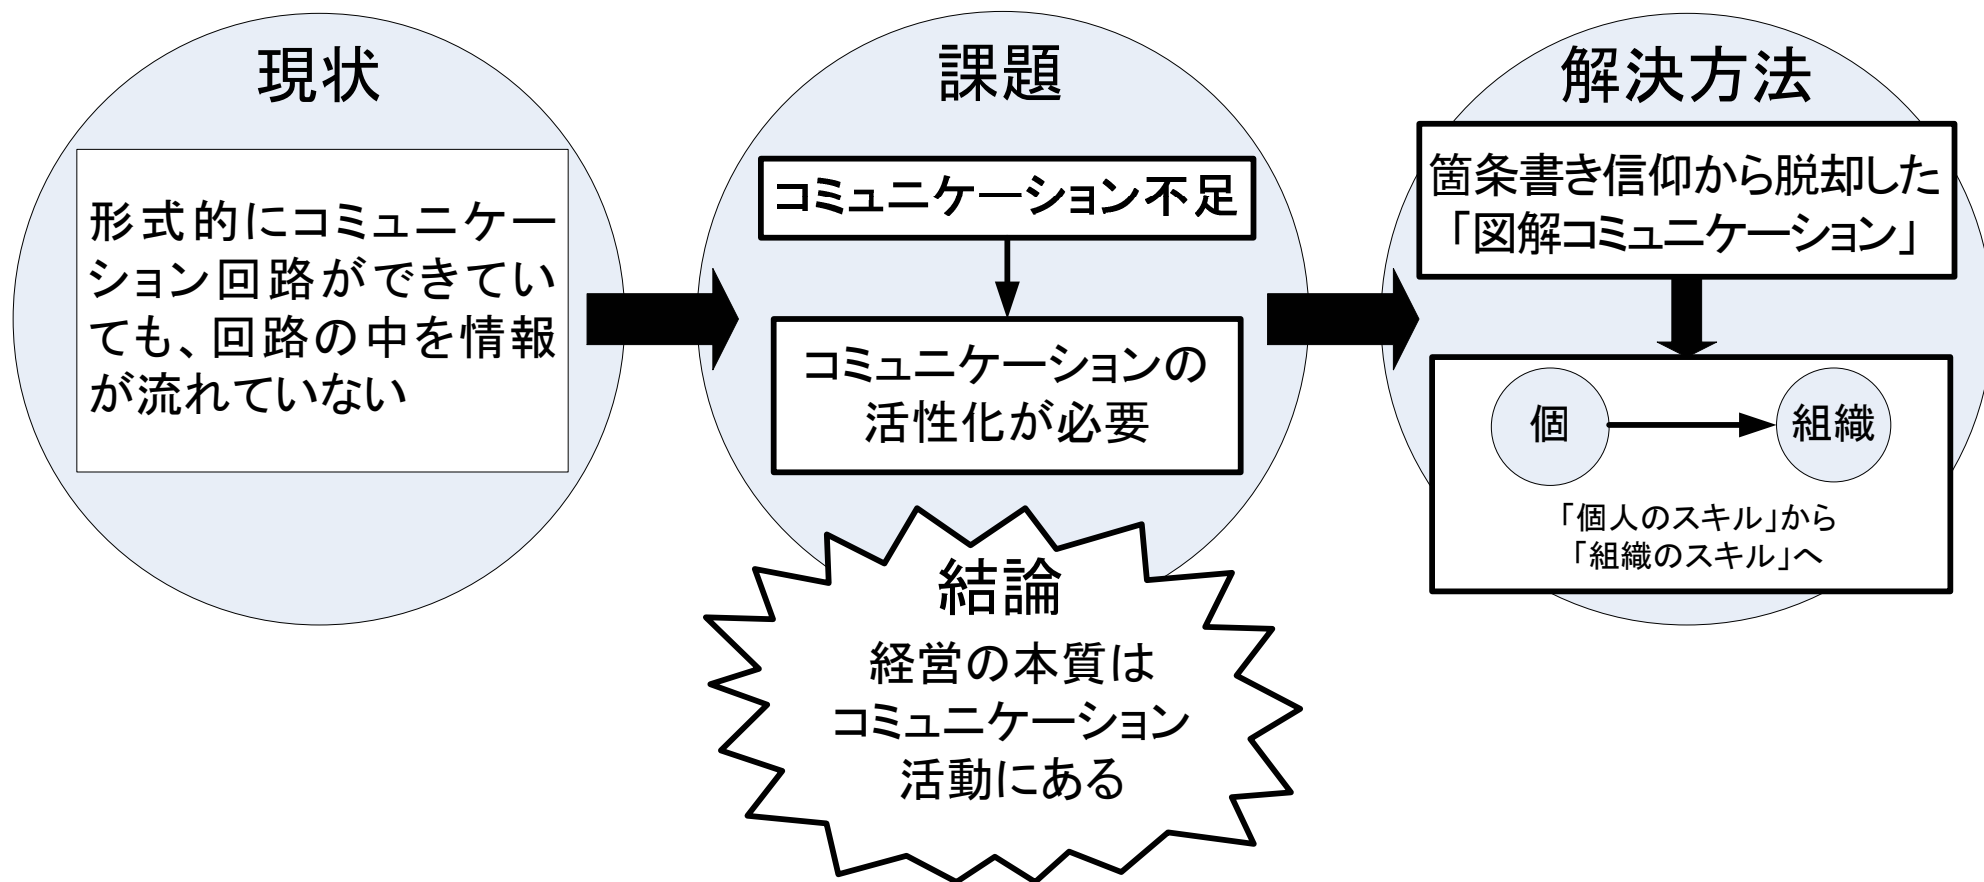 現状
形式的にコミュニケー
ション回路ができてい
ても、回路の中を情報
が流れていない
課題
コミュニケーション不足
コミュニケーションの
活性化が必要
解決方法
箇条書き信仰から脱却した
「図解コミュニケーション」
個
組織
「個人のスキル」から
「組織のスキル」へ
結論
経営の本質は
コミュニケーション
活動にある